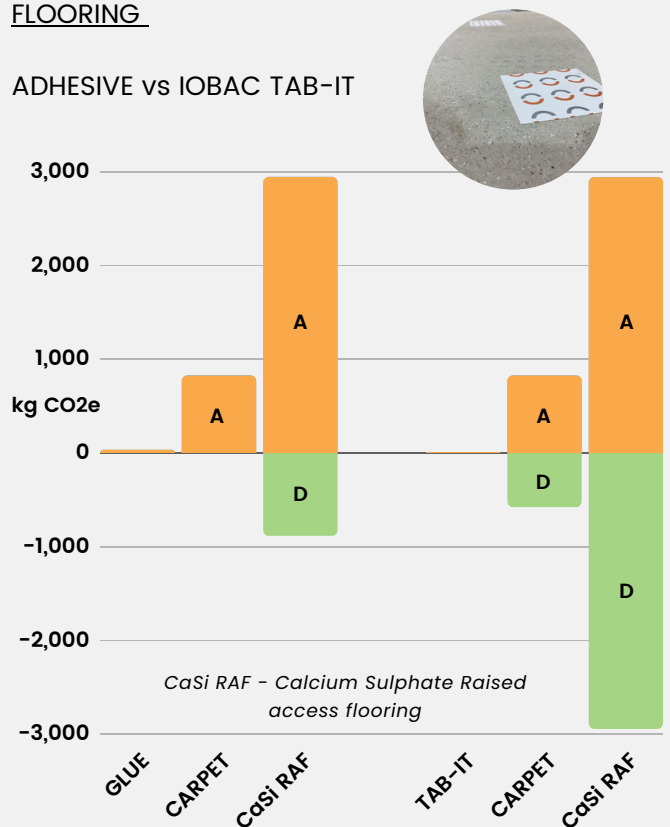 FLOORING
ADHESIVE vs IOBAC TAB-IT
3,000
2,000
1,000
kg CO2e
0
-1,000
-2,000
-3,000
A
A
D
A
D
A
D
CaSi RAF - Calcium Sulphate Raised
access flooring
GLUE
CARPET
CaSi RAF
TAB-IT
CARPET
CaSi RAF